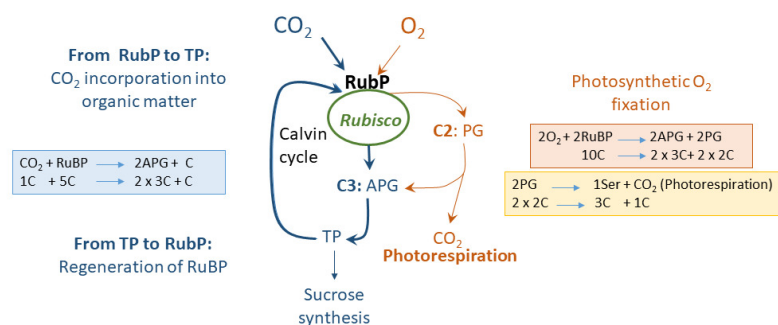 CO₂
O₂
From RubP to TP:
CO₂ incorporation into
organic matter
RubP
Rubisco
Calvin
cycle
C2: PG
C3: APG
TP
CO₂
Photorespiration
Sucrose
synthesis
CO₂ + RuBP → 2APG + C
1C + 5C → 2 x 3C + C
From TP to RubP:
Regeneration of RuBP
Photosynthetic O₂
fixation
2O₂ + 2RuBP → 2APG + 2PG
10C → 2 x 3C+ 2 x 2C
2PG → 1Ser + CO₂ (Photorespiration)
2 x 2C → 3C + 1C